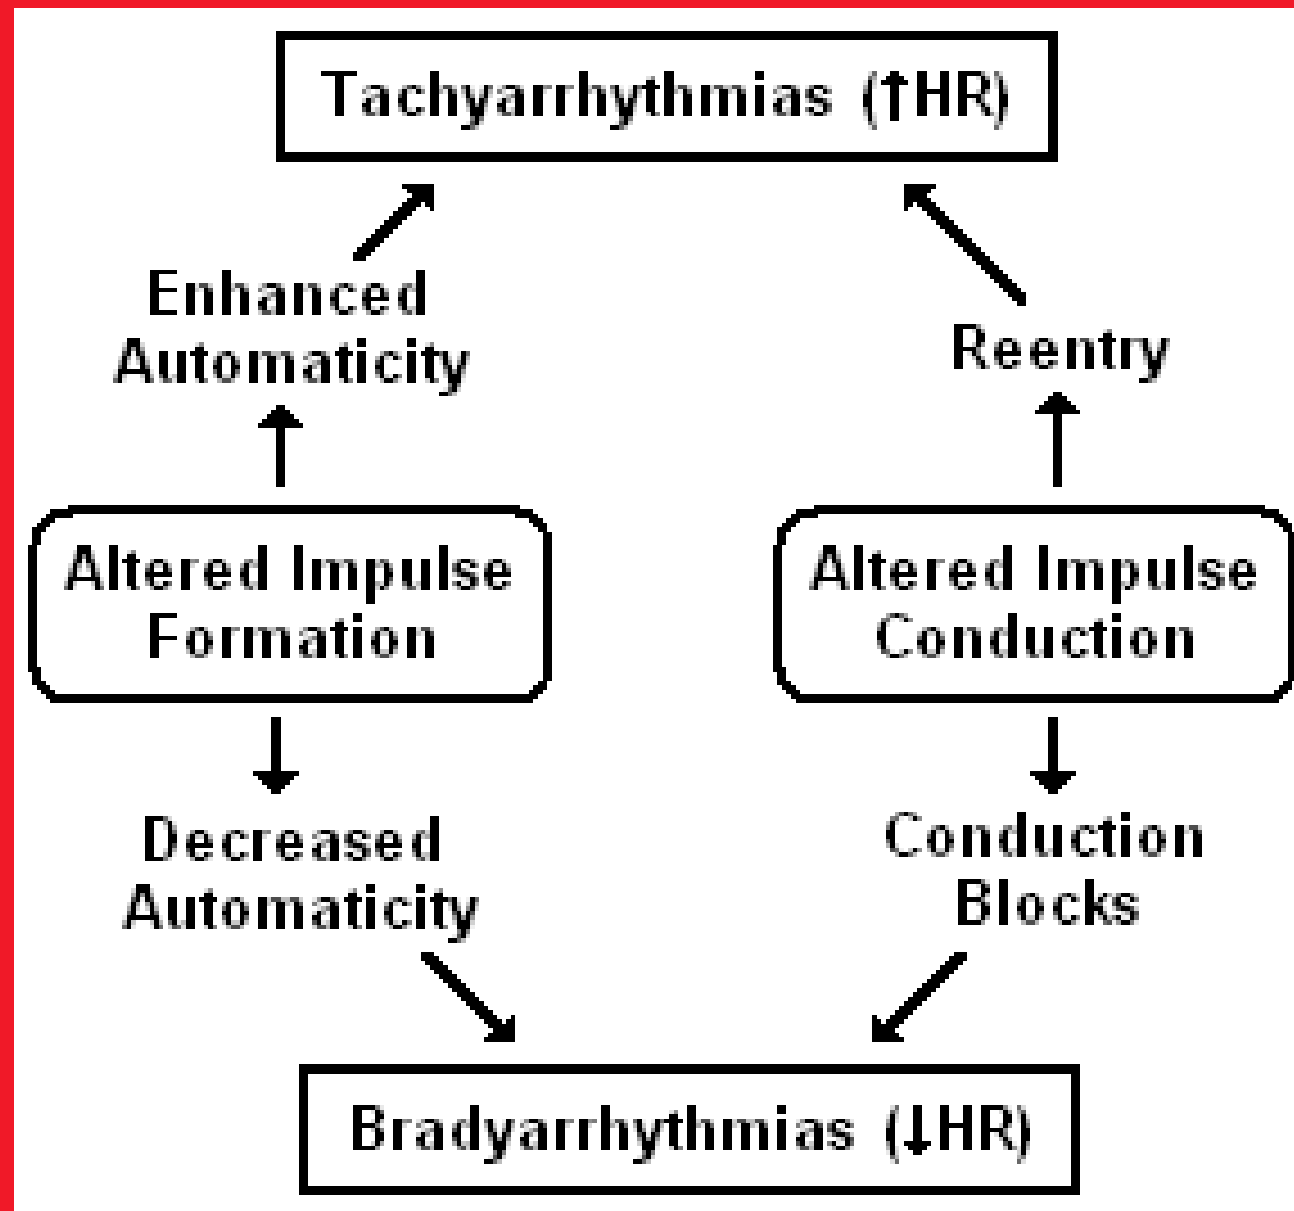 Tachyarrhythmias (↑HR)
Enhanced
Automaticity
Reentry
Altered Impulse
Formation
Altered Impulse
Conduction
Decreased
Automaticity
Conduction
Blocks
Bradyarrhythmias (↓HR)